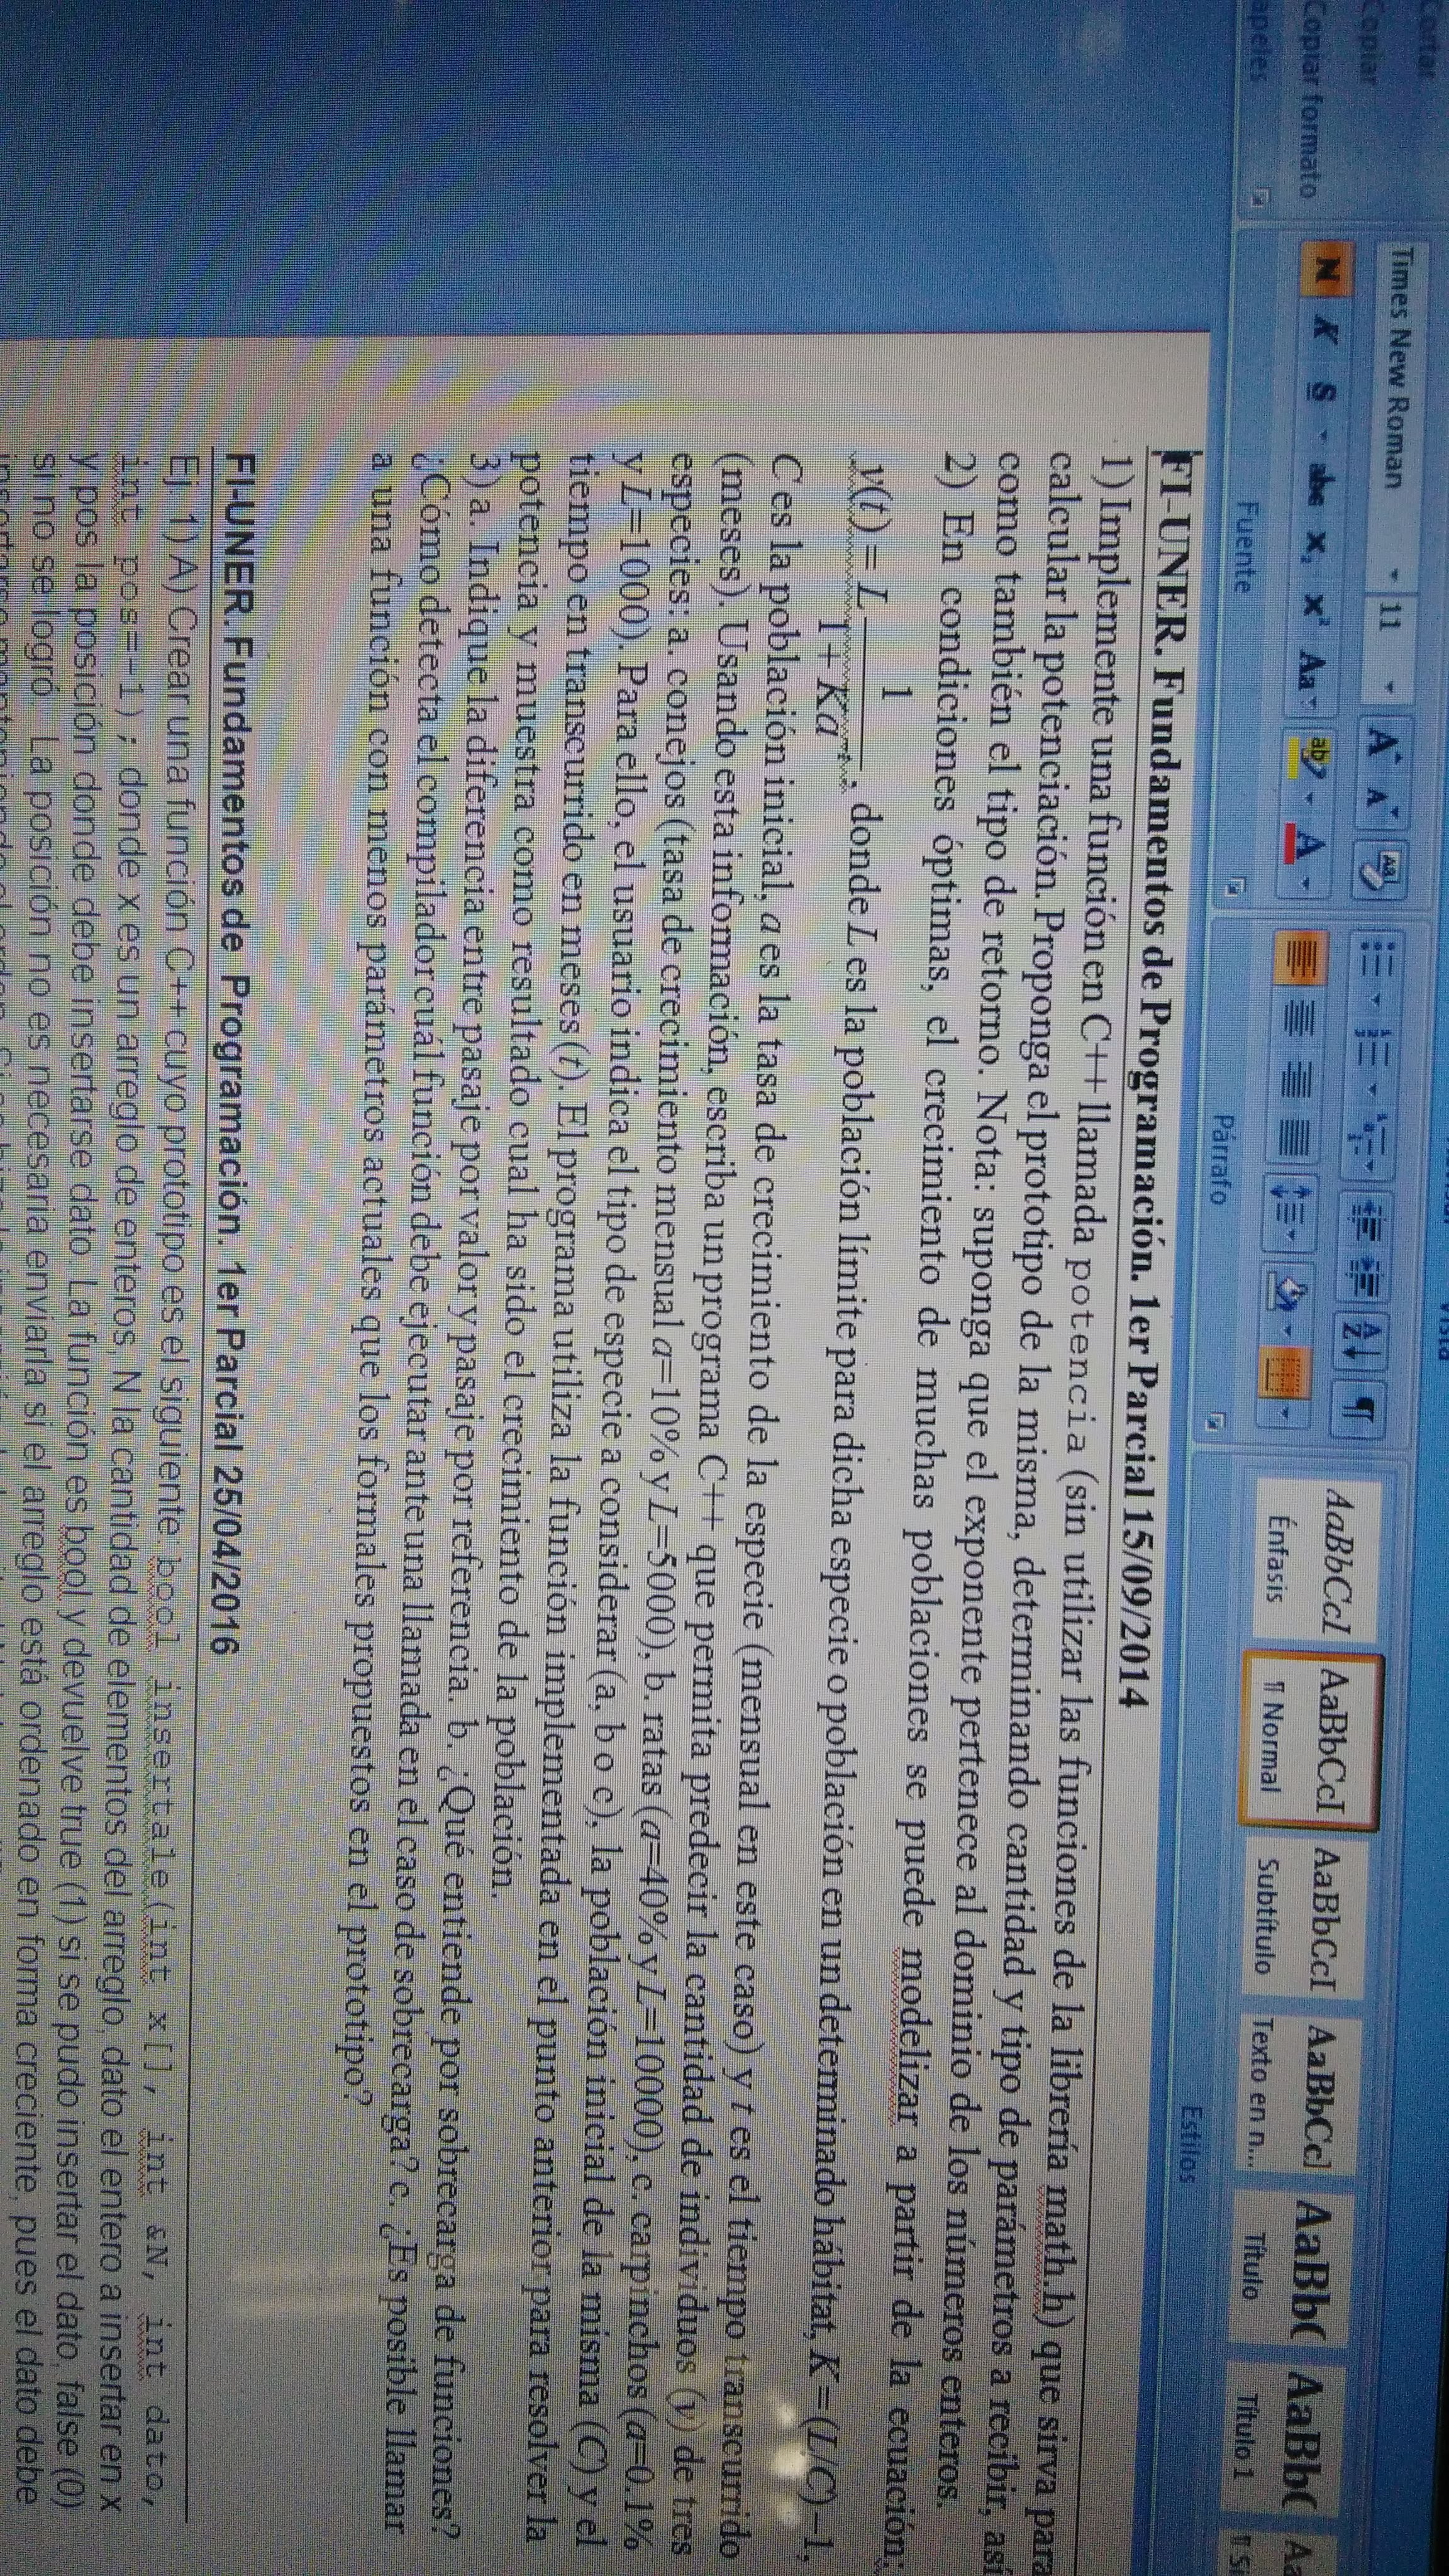 Vista
Cortar
Copiar
Copiar formato
apeles
Times New Roman 11
N K S abc x₂ x² Aa
Fuente
Párrafo
AaBbCcI AaBbCcI AaBbCcI AaBbCcI AaBbC AaBbC Aa
Énfasis ¶ Normal Subtítulo Texto en n... Título Título 1
Estilos
FI-UNER. Fundamentos de Programación. 1er Parcial 15/09/2014
1) Implemente una función en C++ llamada potencia (sin utilizar las funciones de la librería math.h) que sirva para
calcular la potenciación. Proponga el prototipo de la misma, determinando cantidad y tipo de parámetros a recibir, así
como también el tipo de retorno. Nota: suponga que el exponente pertenece al dominio de los números enteros.
2) En condiciones óptimas, el crecimiento de muchas poblaciones se puede modelizar a partir de la ecuación:
y(t) = L 1 / (1 + Ka^-t), donde L es la población límite para dicha especie o población en un determinado hábitat, K=(L/C)–1,
C es la población inicial, a es la tasa de crecimiento de la especie (mensual en este caso) y t es el tiempo transcurrido
(meses). Usando esta información, escriba un programa C++ que permita predecir la cantidad de individuos (y) de tres
especies: a. conejos (tasa de crecimiento mensual a=10% y L=5000), b. ratas (a=40% y L=10000), c. carpinchos (a=0.1%
y L=1000). Para ello, el usuario indica el tipo de especie a considerar (a, b o c), la población inicial de la misma (C) y el
tiempo en transcurrido en meses (t). El programa utiliza la función implementada en el punto anterior para resolver la
potencia y muestra como resultado cual ha sido el crecimiento de la población.
3) a. Indique la diferencia entre pasaje por valor y pasaje por referencia. b. ¿Qué entiende por sobrecarga de funciones?
¿Cómo detecta el compilador cuál función debe ejecutar ante una llamada en el caso de sobrecarga? c. ¿Es posible llamar
a una función con menos parámetros actuales que los formales propuestos en el prototipo?
FI-UNER. Fundamentos de Programación. 1er Parcial 25/04/2016
Ej. 1) A) Crear una función C++ cuyo prototipo es el siguiente: bool insertale(int x[], int &N, int dato,
int pos=-1); donde x es un arreglo de enteros, N la cantidad de elementos del arreglo, dato el entero a insertar en x
y pos la posición donde debe insertarse dato. La función es bool y devuelve true (1) si se pudo insertar el dato, false (0)
si no se logró. La posición no es necesaria enviarla si el arreglo está ordenado en forma creciente, pues el dato debe